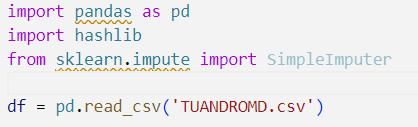 import pandas as pd
import hashlib
from sklearn.impute import SimpleImputer
df = pd.read_csv('TUANDROMD.csv')